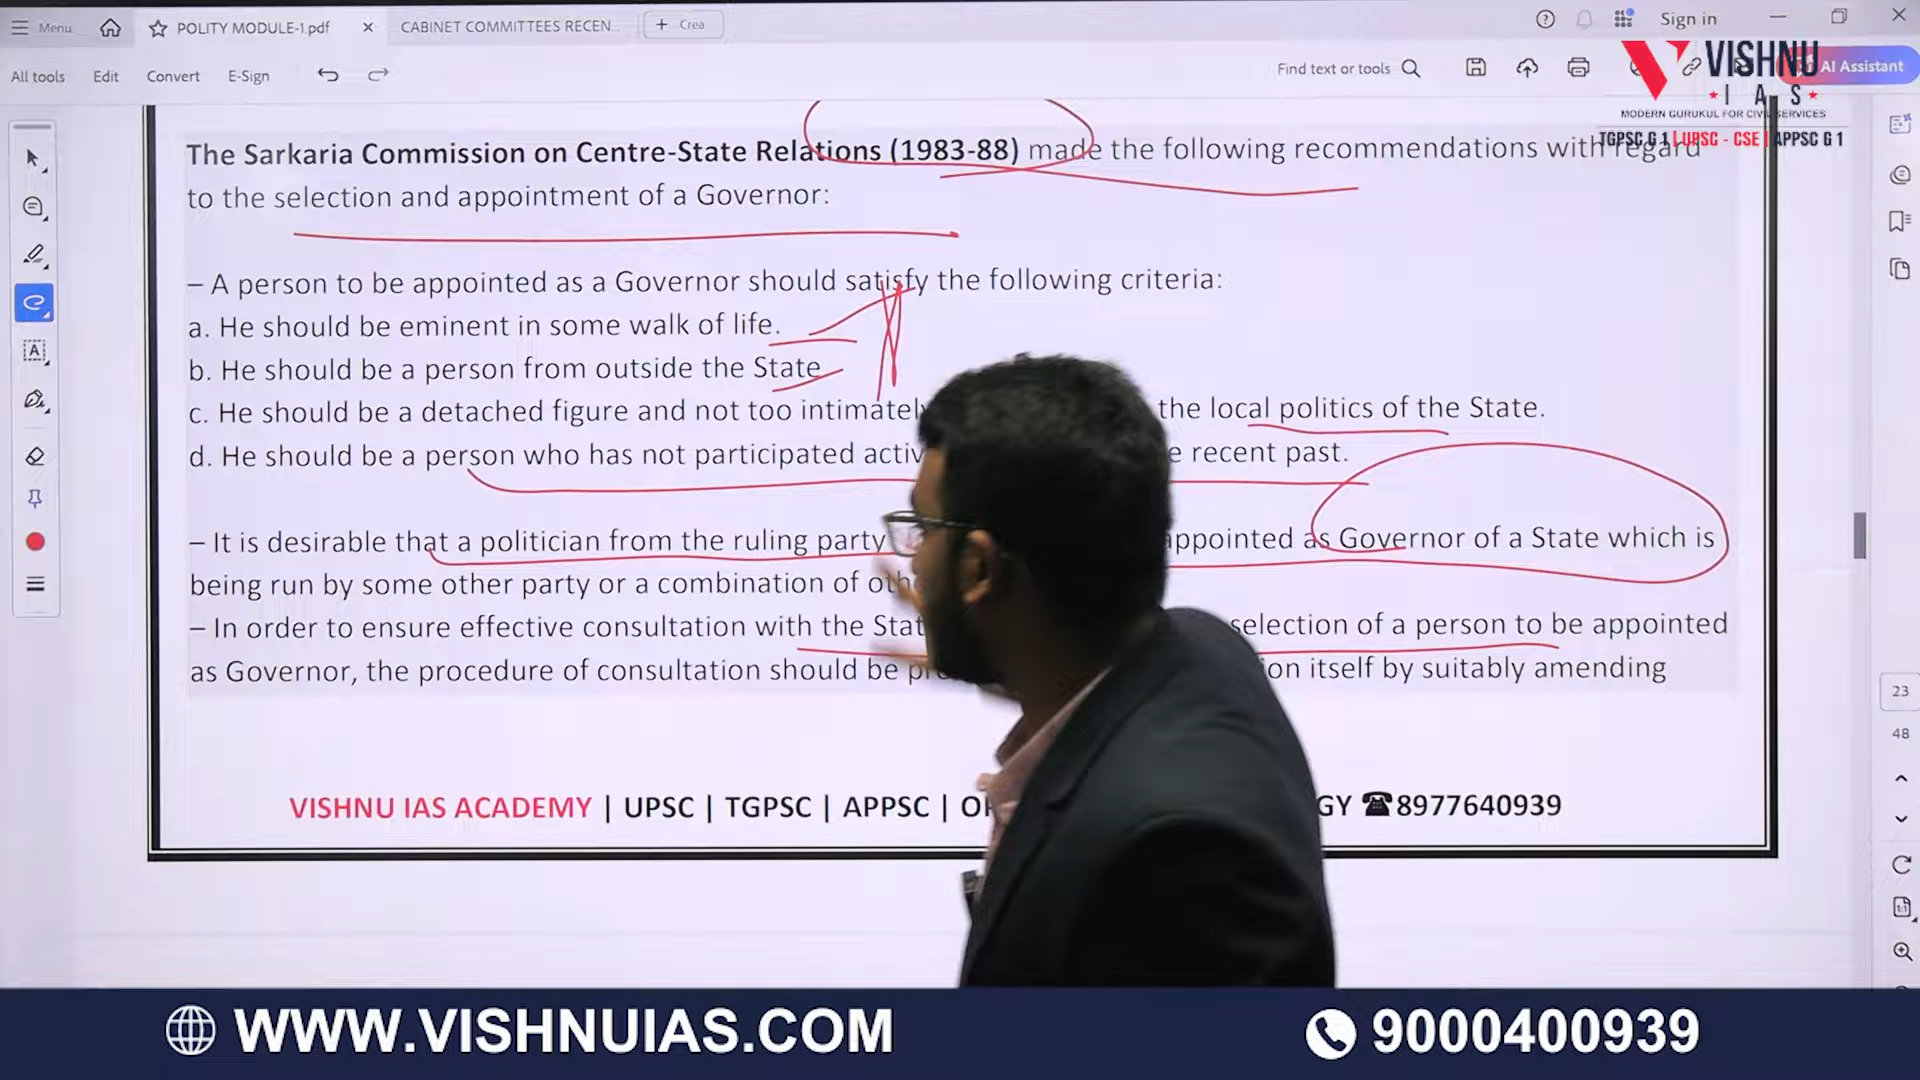 Menu POLITY MODULE-1.pdf CABINET COMMITTEES RECEN... + Crea Sign in
All tools Edit Convert E-Sign Find text or tools AI Assistant
VISHNU
IAS
MODERN GURUKUL FOR CIVIL SERVICES
TGPSC G 1 | UPSC - CSE | APPSC G 1
The Sarkaria Commission on Centre-State Relations (1983-88) made the following recommendations with regard
to the selection and appointment of a Governor:
– A person to be appointed as a Governor should satisfy the following criteria:
a. He should be eminent in some walk of life.
b. He should be a person from outside the State
c. He should be a detached figure and not too the local politics of the State.
d. He should be a person who has not participated recent past.
– It is desirable that a politician from the ruling party appointed as Governor of a State which is
being run by some other party or a combination of
– In order to ensure effective consultation with the selection of a person to be appointed
as Governor, the procedure of consultation should be itself by suitably amending
VISHNU IAS ACADEMY | UPSC | TGPSC | APPSC | 8977640939
23
48
WWW.VISHNUIAS.COM 9000400939